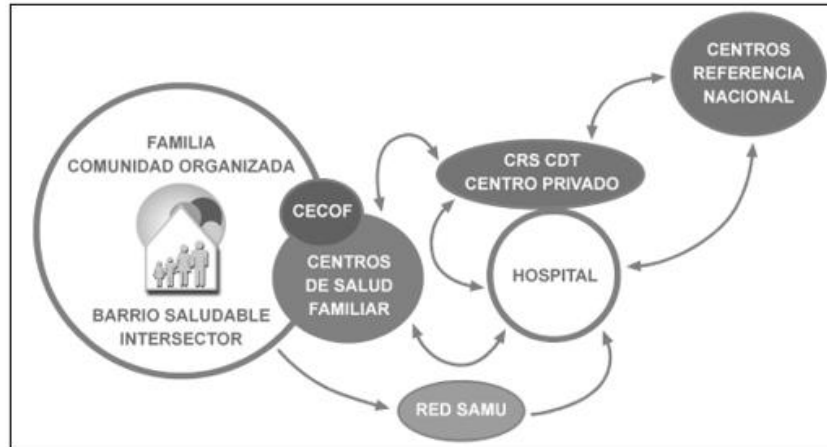 FAMILIA
COMUNIDAD ORGANIZADA
BARRIO SALUDABLE
INTERSECTOR
CECOF
CENTROS
DE SALUD
FAMILIAR
CRS CDT
CENTRO PRIVADO
HOSPITAL
RED SAMU
CENTROS
REFERENCIA
NACIONAL